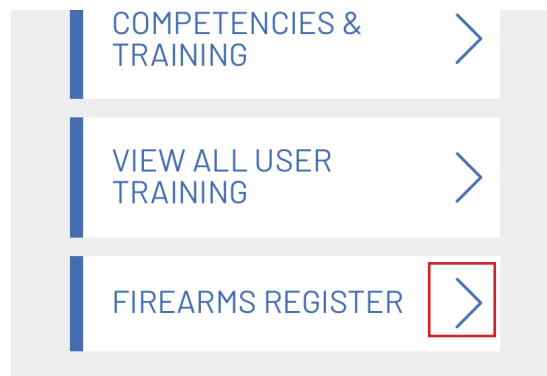 COMPETENCIES &
TRAINING
VIEW ALL USER
TRAINING
FIREARMS REGISTER